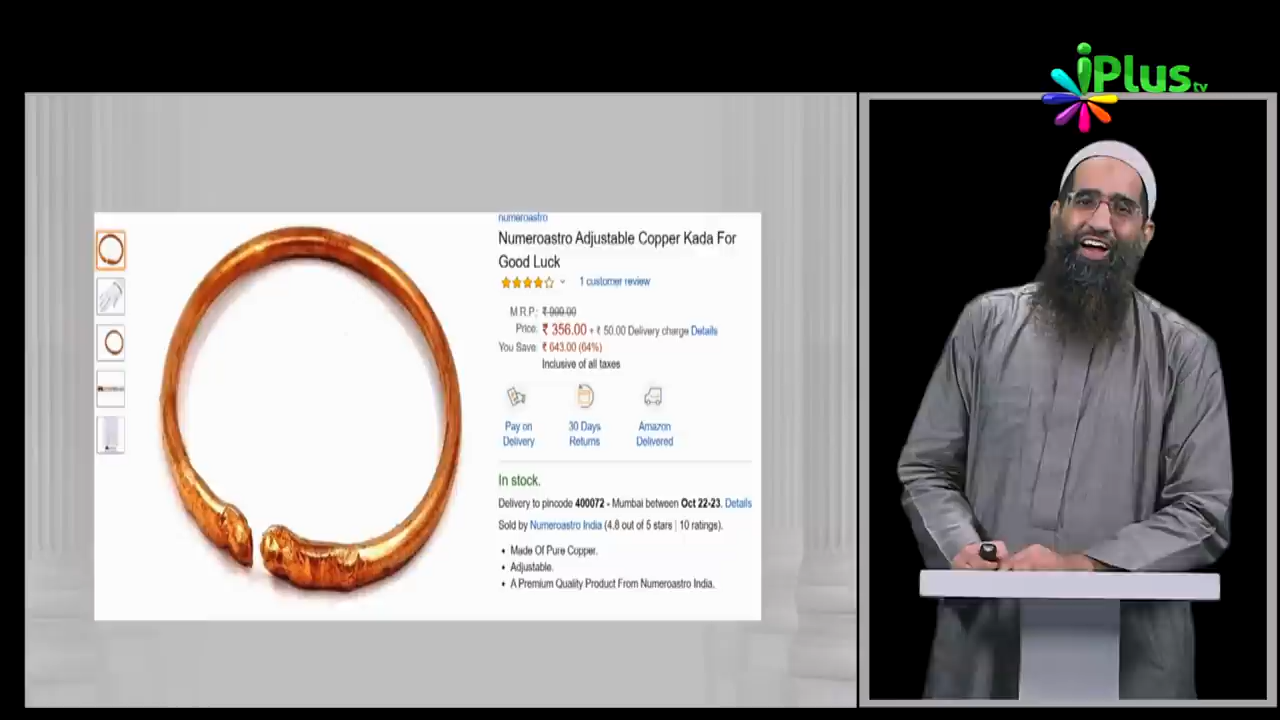 iPlus tv
numeroastro
Numeroastro Adjustable Copper Kada For
Good Luck
1 customer review
M.R.P.: ₹ 999.00
Price: ₹ 356.00 + ₹ 50.00 Delivery charge Details
You Save: ₹ 643.00 (64%)
Inclusive of all taxes
Pay on
Delivery
30 Days
Returns
Amazon
Delivered
In stock.
Delivery to pincode 400072 - Mumbai between Oct 22-23. Details
Sold by Numeroastro India (4.8 out of 5 stars | 10 ratings).
• Made Of Pure Copper.
• Adjustable.
• A Premium Quality Product From Numeroastro India.